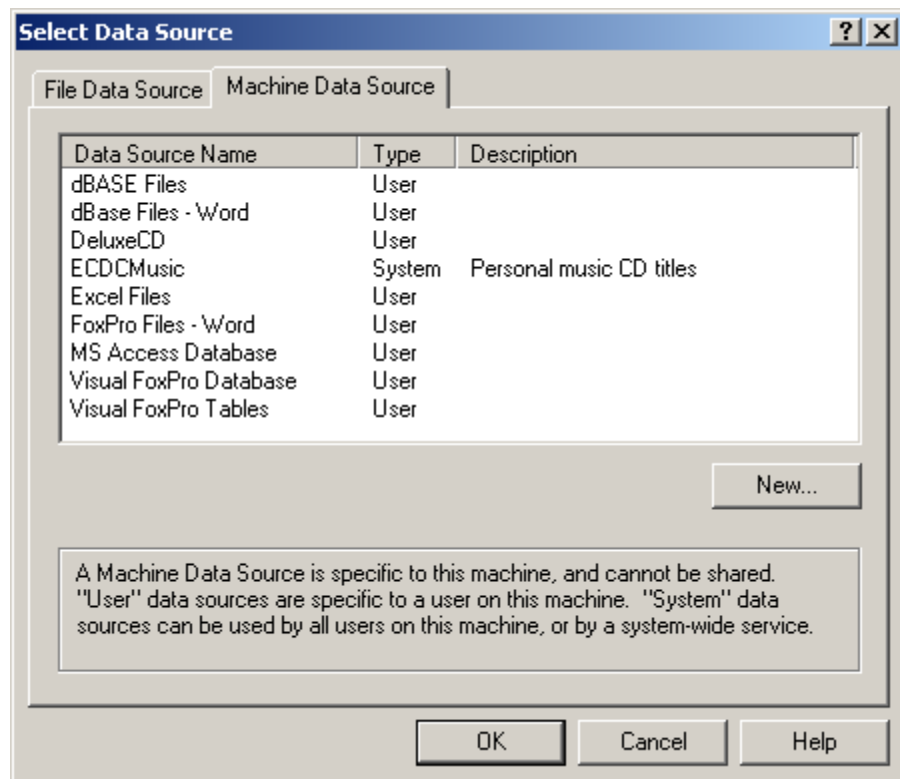 Select Data Source
File Data Source Machine Data Source
Data Source Name Type Description
dBASE Files User
dBase Files - Word User
DeluxeCD User
ECDCMusic System Personal music CD titles
Excel Files User
FoxPro Files - Word User
MS Access Database User
Visual FoxPro Database User
Visual FoxPro Tables User
New...
A Machine Data Source is specific to this machine, and cannot be shared.
"User" data sources are specific to a user on this machine. "System" data
sources can be used by all users on this machine, or by a system-wide service.
OK Cancel Help